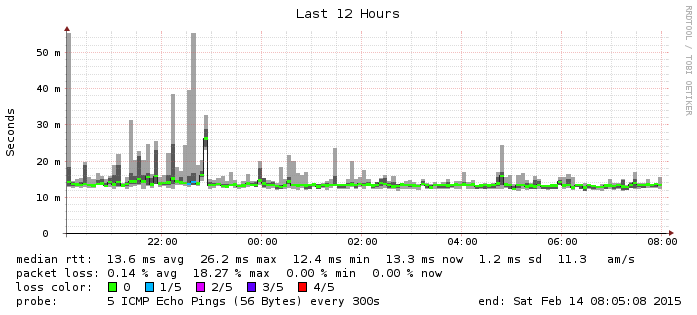 Last 12 Hours
RRDTOOL / TOBI OETIKER
Seconds
50 m
40 m
30 m
20 m
10 m
0
22:00 00:00 02:00 04:00 06:00 08:00
median rtt: 13.6 ms avg 26.2 ms max 12.4 ms min 13.3 ms now 1.2 ms sd 11.3 am/s
packet loss: 0.14 % avg 18.27 % max 0.00 % min 0.00 % now
loss color: 0 1/5 2/5 3/5 4/5
probe: 5 ICMP Echo Pings (56 Bytes) every 300s end: Sat Feb 14 08:05:08 2015